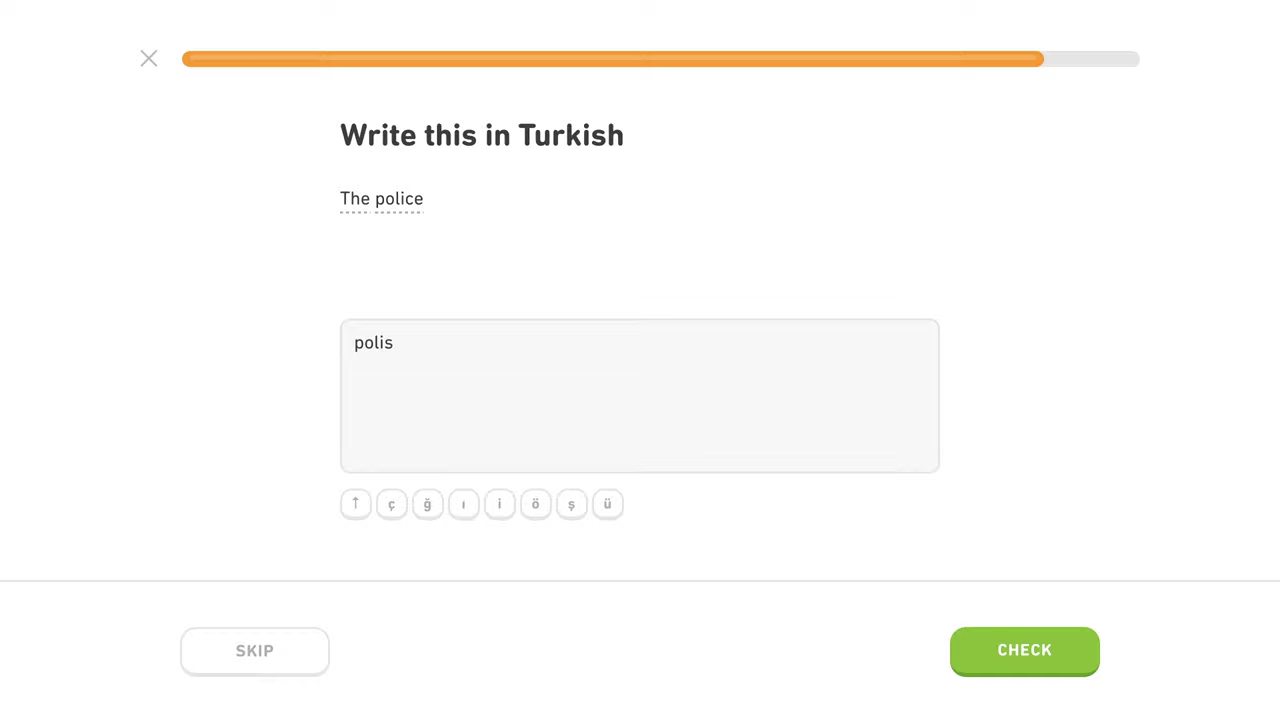 Write this in Turkish
The police
polis
↑ ç ğ ı i ö ş ü
SKIP
CHECK